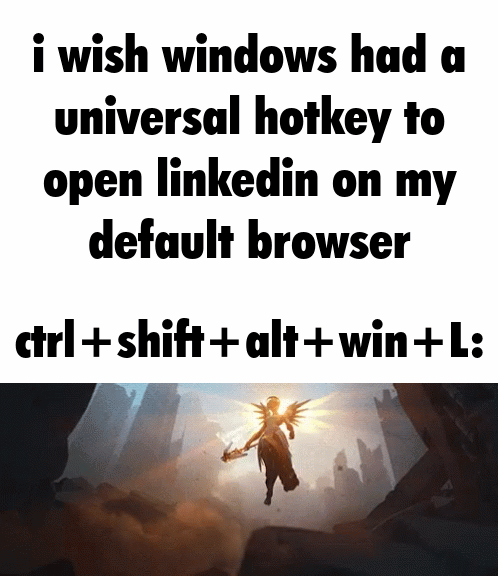 i wish windows had a
universal hotkey to
open linkedin on my
default browser
ctrl+shift+alt+win+L: